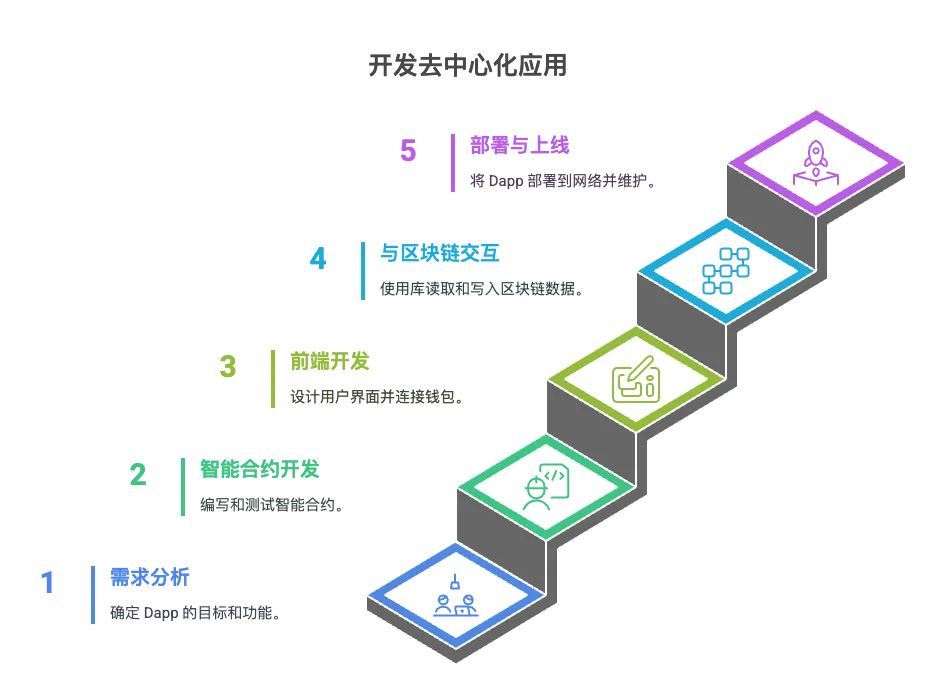 开发去中心化应用
5
部署与上线
将 Dapp 部署到网络并维护。
4
与区块链交互
使用库读取和写入区块链数据。
3
前端开发
设计用户界面并连接钱包。
2
智能合约开发
编写和测试智能合约。
1
需求分析
确定 Dapp 的目标和功能。